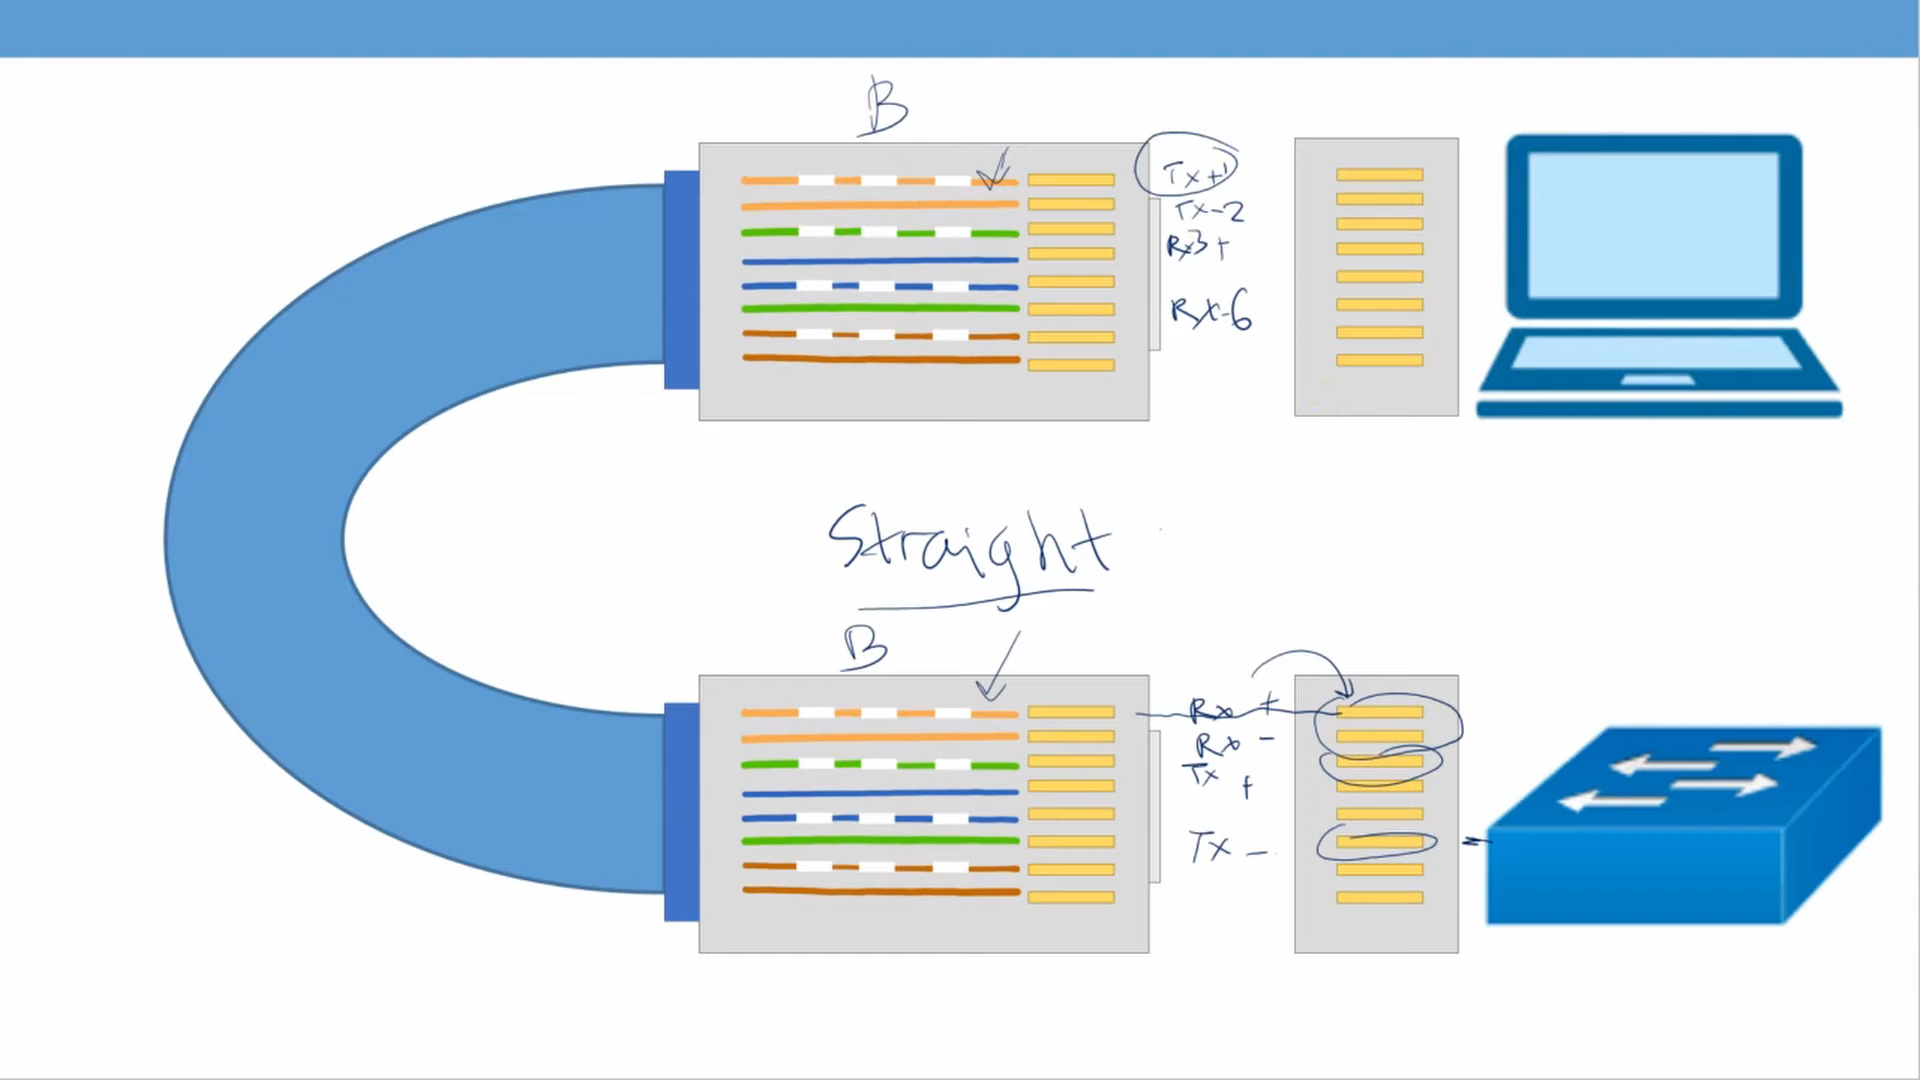 B
Tx+1
Tx-2
Rx3+
Rx-6
Straight
B
Rx +
Rx -
Tx +
Tx -